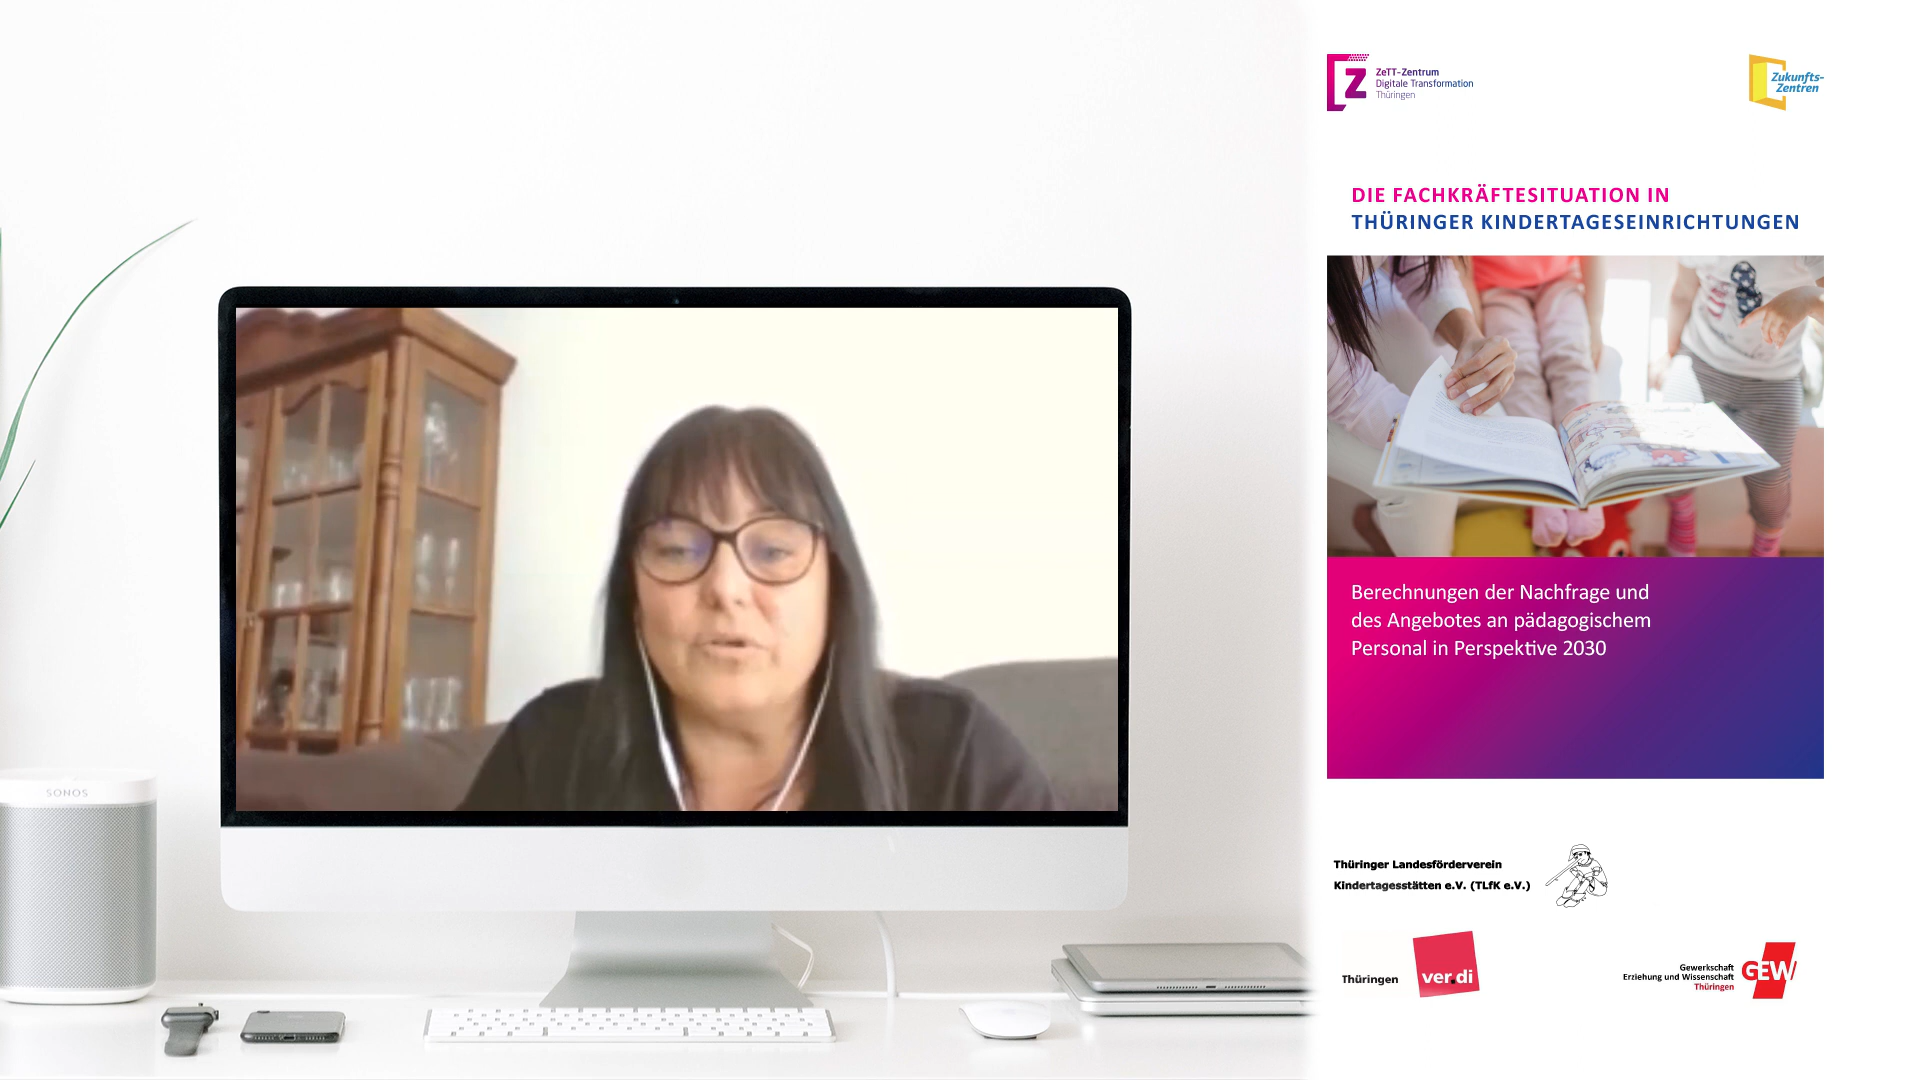 ZeTT-Zentrum
Digitale Transformation
Thüringen
Zukunfts-
Zentren
DIE FACHKRÄFTESITUATION IN
THÜRINGER KINDERTAGESEINRICHTUNGEN
Berechnungen der Nachfrage und
des Angebotes an pädagogischem
Personal in Perspektive 2030
SONOS
Thüringer Landesförderverein
Kindertagesstätten e.V. (TLfK e.V.)
Thüringen
ver.di
Gewerkschaft
Erziehung und Wissenschaft
Thüringen
GEW